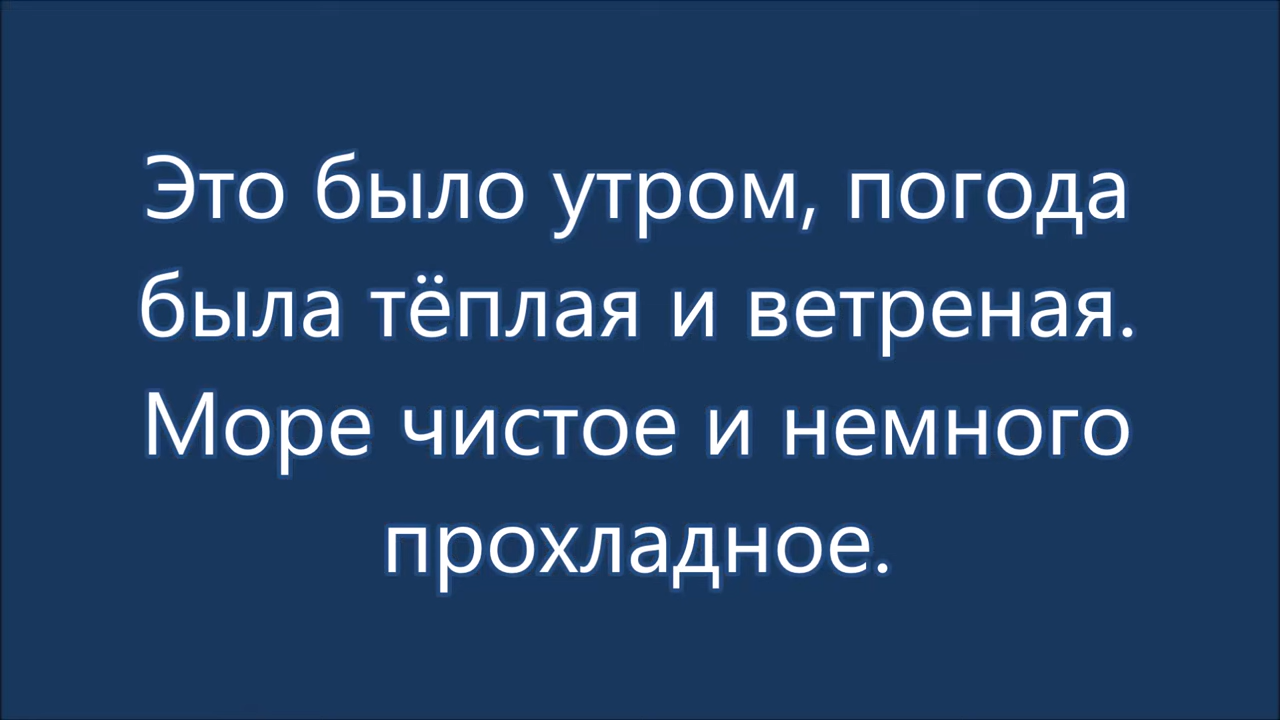 Это было утром, погода
была тёплая и ветреная.
Море чистое и немного
прохладное.